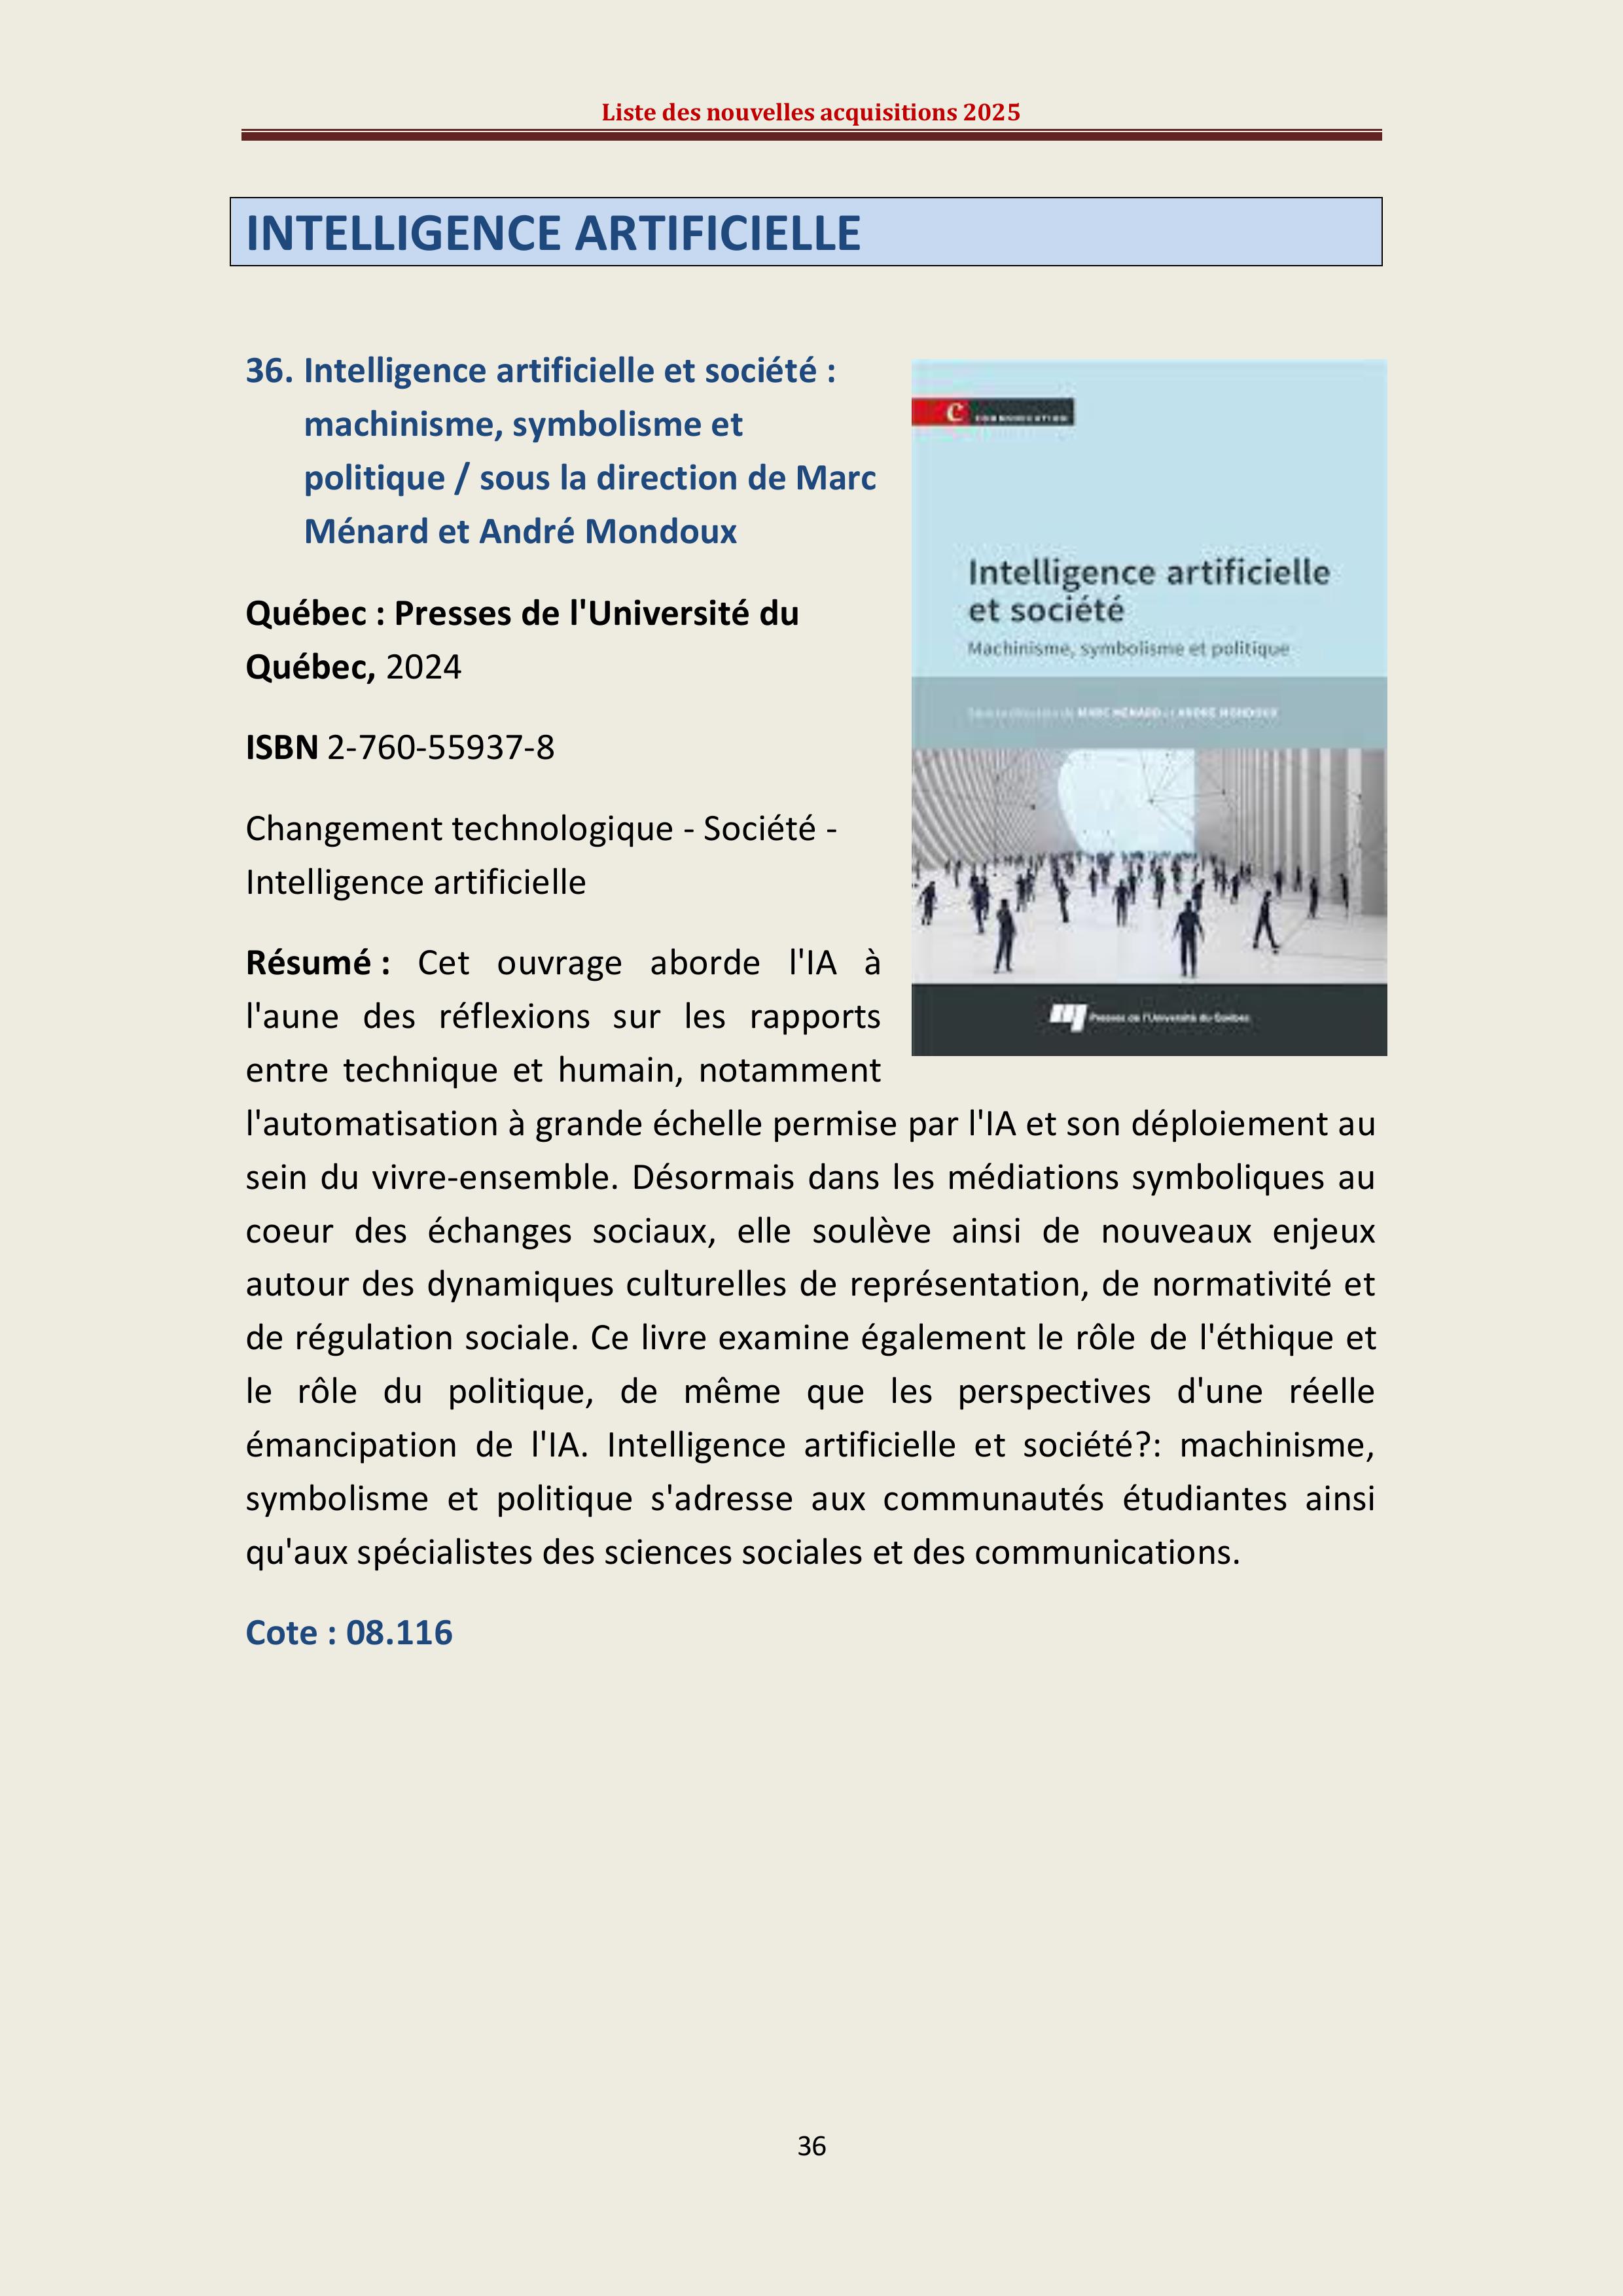 Liste des nouvelles acquisitions 2025
INTELLIGENCE ARTIFICIELLE
36. Intelligence artificielle et société :
machinisme, symbolisme et
politique / sous la direction de Marc
Ménard et André Mondoux
Québec : Presses de l'Université du
Québec, 2024
ISBN 2-760-55937-8
Changement technologique - Société -
Intelligence artificielle
Résumé : Cet ouvrage aborde l'IA à
l'aune des réflexions sur les rapports
entre technique et humain, notamment
l'automatisation à grande échelle permise par l'IA et son déploiement au
sein du vivre-ensemble. Désormais dans les médiations symboliques au
coeur des échanges sociaux, elle soulève ainsi de nouveaux enjeux
autour des dynamiques culturelles de représentation, de normativité et
de régulation sociale. Ce livre examine également le rôle de l'éthique et
le rôle du politique, de même que les perspectives d'une réelle
émancipation de l'IA. Intelligence artificielle et société?: machinisme,
symbolisme et politique s'adresse aux communautés étudiantes ainsi
qu'aux spécialistes des sciences sociales et des communications.
Cote : 08.116
C COMMUNICATION
Intelligence artificielle
et société
Machinisme, symbolisme et politique
Sous la direction de MARC MÉNARD et ANDRÉ MONDOUX
Presses de l'Université du Québec
36